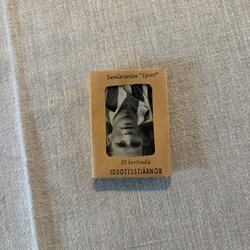 Samlarserien "Sport"
10 berömda
IDROTTSSTJÄRNOR